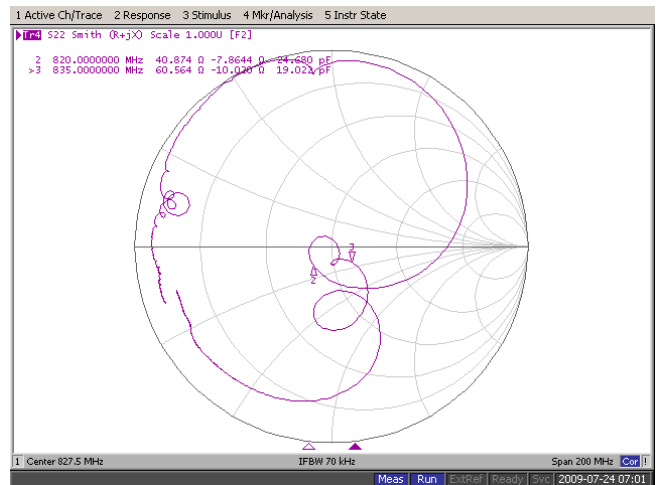 1 Active Ch/Trace 2 Response 3 Stimulus 4 Mkr/Analysis 5 Instr State
Tr4 S22 Smith (R+jX) Scale 1.000U [F2]
2 820.0000000 MHz 40.874 Ω -7.8644 Ω 24.680 pF
>3 835.0000000 MHz 60.564 Ω -10.020 Ω 19.022 pF
3
2
1 Center 827.5 MHz IFBW 70 kHz Span 200 MHz Cor !
Meas Run ExtRef Ready Svc 2009-07-24 07:01